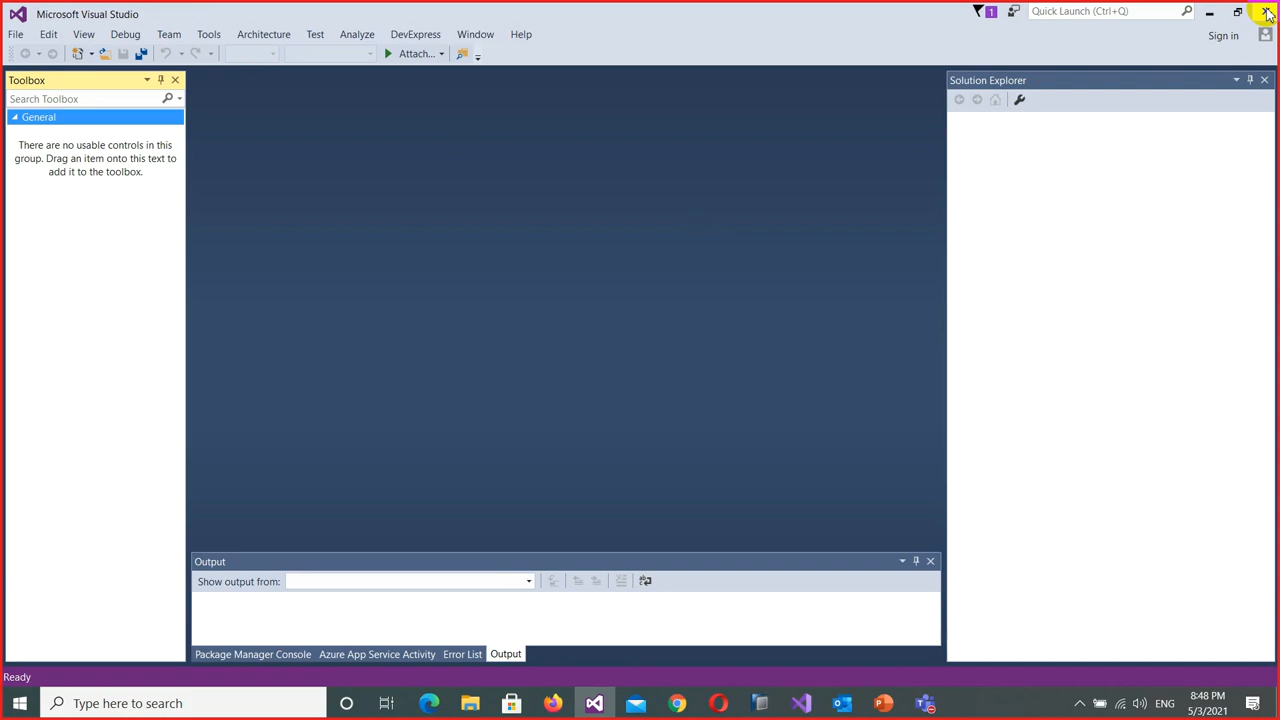 Microsoft Visual Studio
1
Quick Launch (Ctrl+Q)
File Edit View Debug Team Tools Architecture Test Analyze DevExpress Window Help
Sign in
Attach...
Toolbox
Search Toolbox
General
There are no usable controls in this
group. Drag an item onto this text to
add it to the toolbox.
Solution Explorer
Output
Show output from:
Package Manager Console Azure App Service Activity Error List Output
Ready
Type here to search
ENG
8:48 PM
5/3/2021